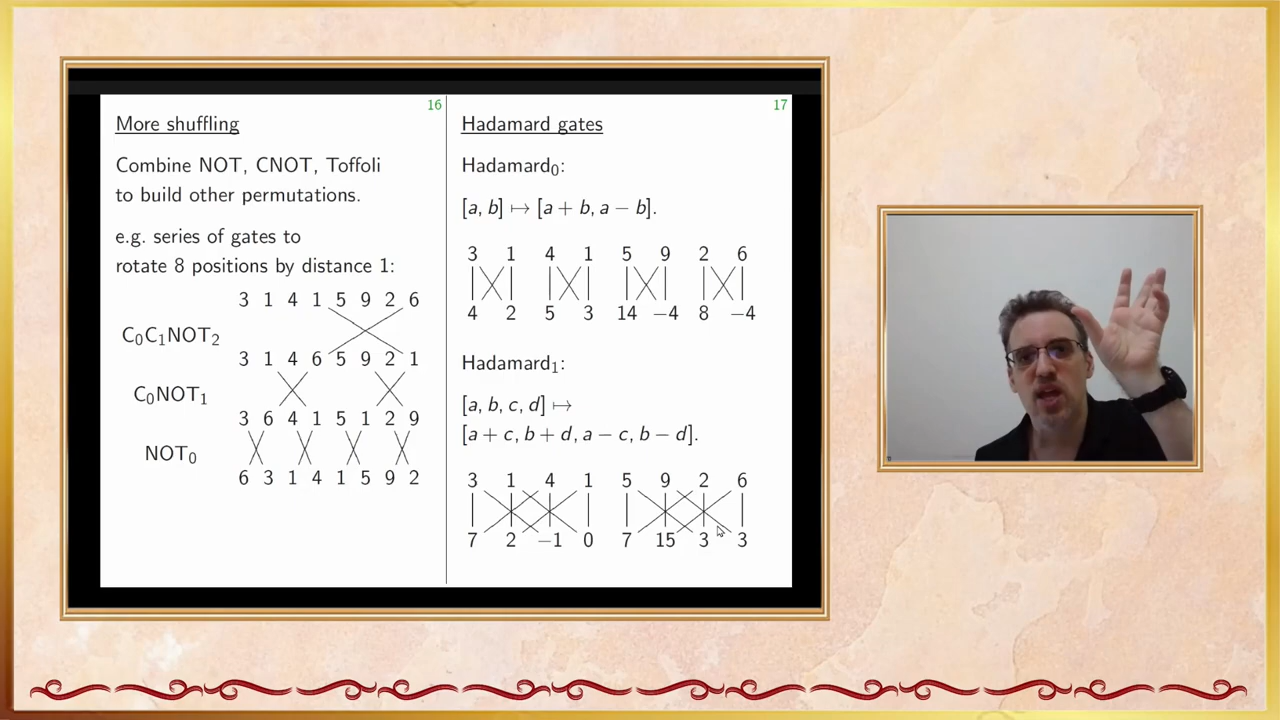 16
More shuffling
Combine NOT, CNOT, Toffoli
to build other permutations.
e.g. series of gates to
rotate 8 positions by distance 1:
3 1 4 1 5 9 2 6
C₀C₁NOT₂
3 1 4 6 5 9 2 1
C₀NOT₁
3 6 4 1 5 1 2 9
NOT₀
6 3 1 4 1 5 9 2
17
Hadamard gates
Hadamard₀:
[a, b] ↦ [a + b, a − b].
3 1 4 1 5 9 2 6
4 2 5 3 14 −4 8 −4
Hadamard₁:
[a, b, c, d] ↦
[a + c, b + d, a − c, b − d].
3 1 4 1 5 9 2 6
7 2 −1 0 7 15 3 3